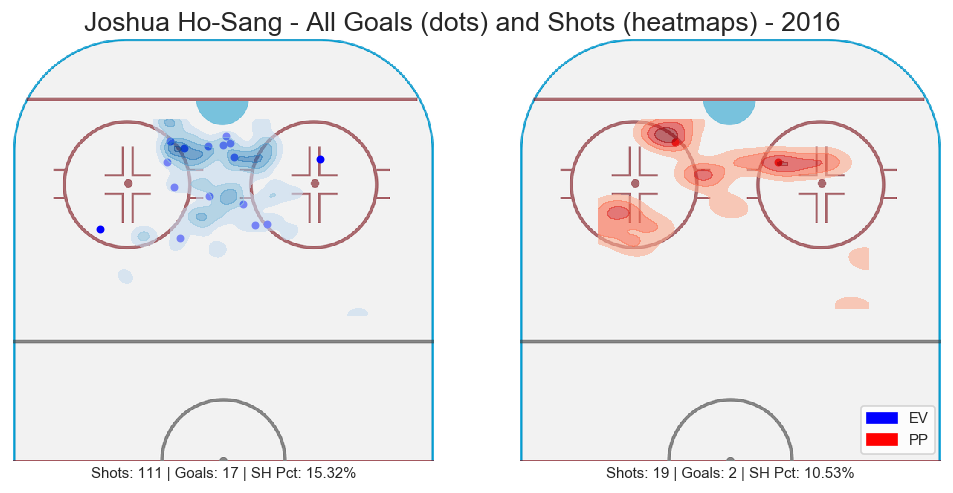 Joshua Ho-Sang - All Goals (dots) and Shots (heatmaps) - 2016
EV
PP
Shots: 111 | Goals: 17 | SH Pct: 15.32%
Shots: 19 | Goals: 2 | SH Pct: 10.53%